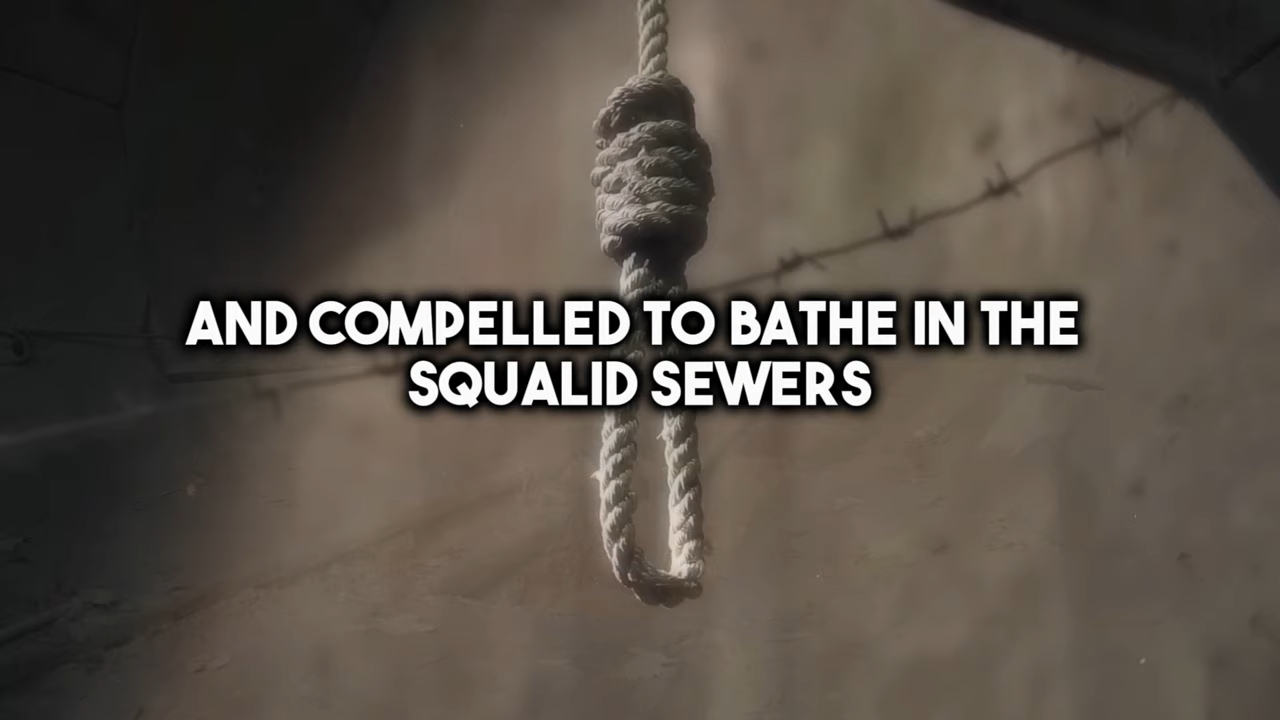 AND COMPELLED TO BATHE IN THE
SQUALID SEWERS